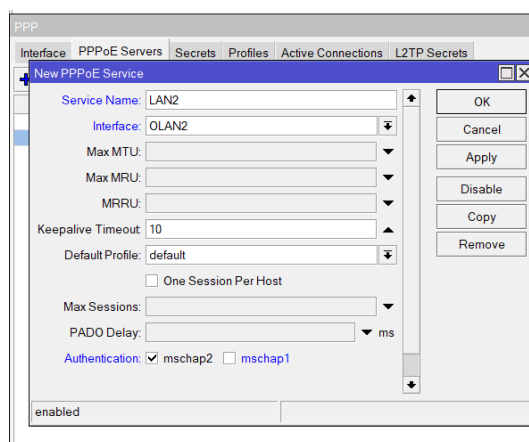 PPP
Interface PPPoE Servers Secrets Profiles Active Connections L2TP Secrets
New PPPoE Service
Service Name: LAN2
Interface: OLAN2
Max MTU:
Max MRU:
MRRU:
Keepalive Timeout: 10
Default Profile: default
One Session Per Host
Max Sessions:
PADO Delay: ms
Authentication: mschap2 mschap1
OK
Cancel
Apply
Disable
Copy
Remove
enabled